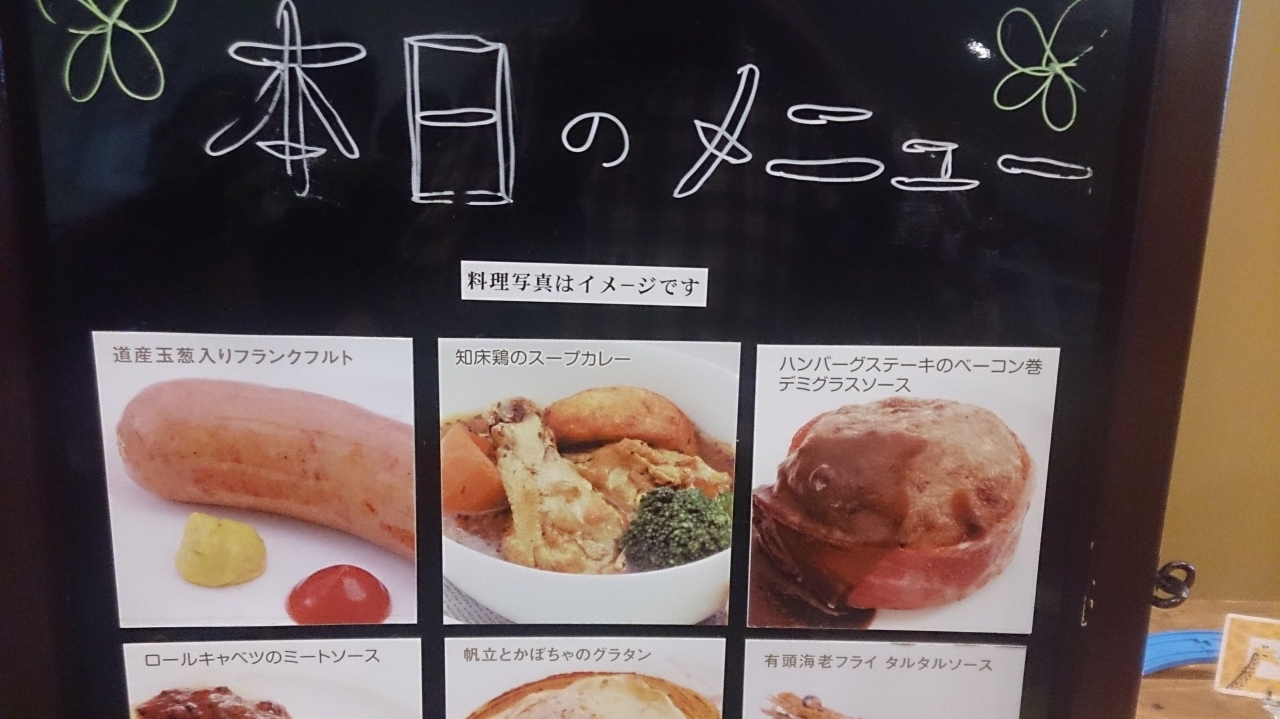 本日のメニュー
料理写真はイメージです
道産玉葱入りフランクフルト
知床鶏のスープカレー
ハンバーグステーキのベーコン巻
デミグラスソース
ロールキャベツのミートソース
帆立とかぼちゃのグラタン
有頭海老フライ タルタルソース